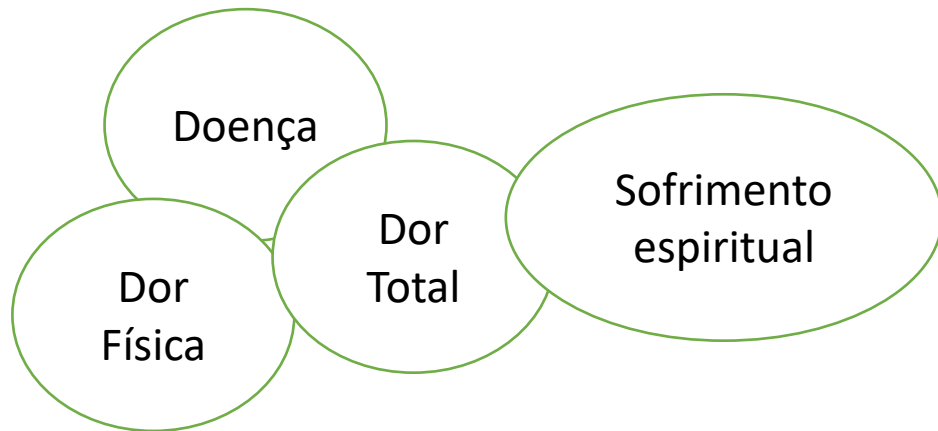 Doença
Dor
Física
Dor
Total
Sofrimento
espiritual